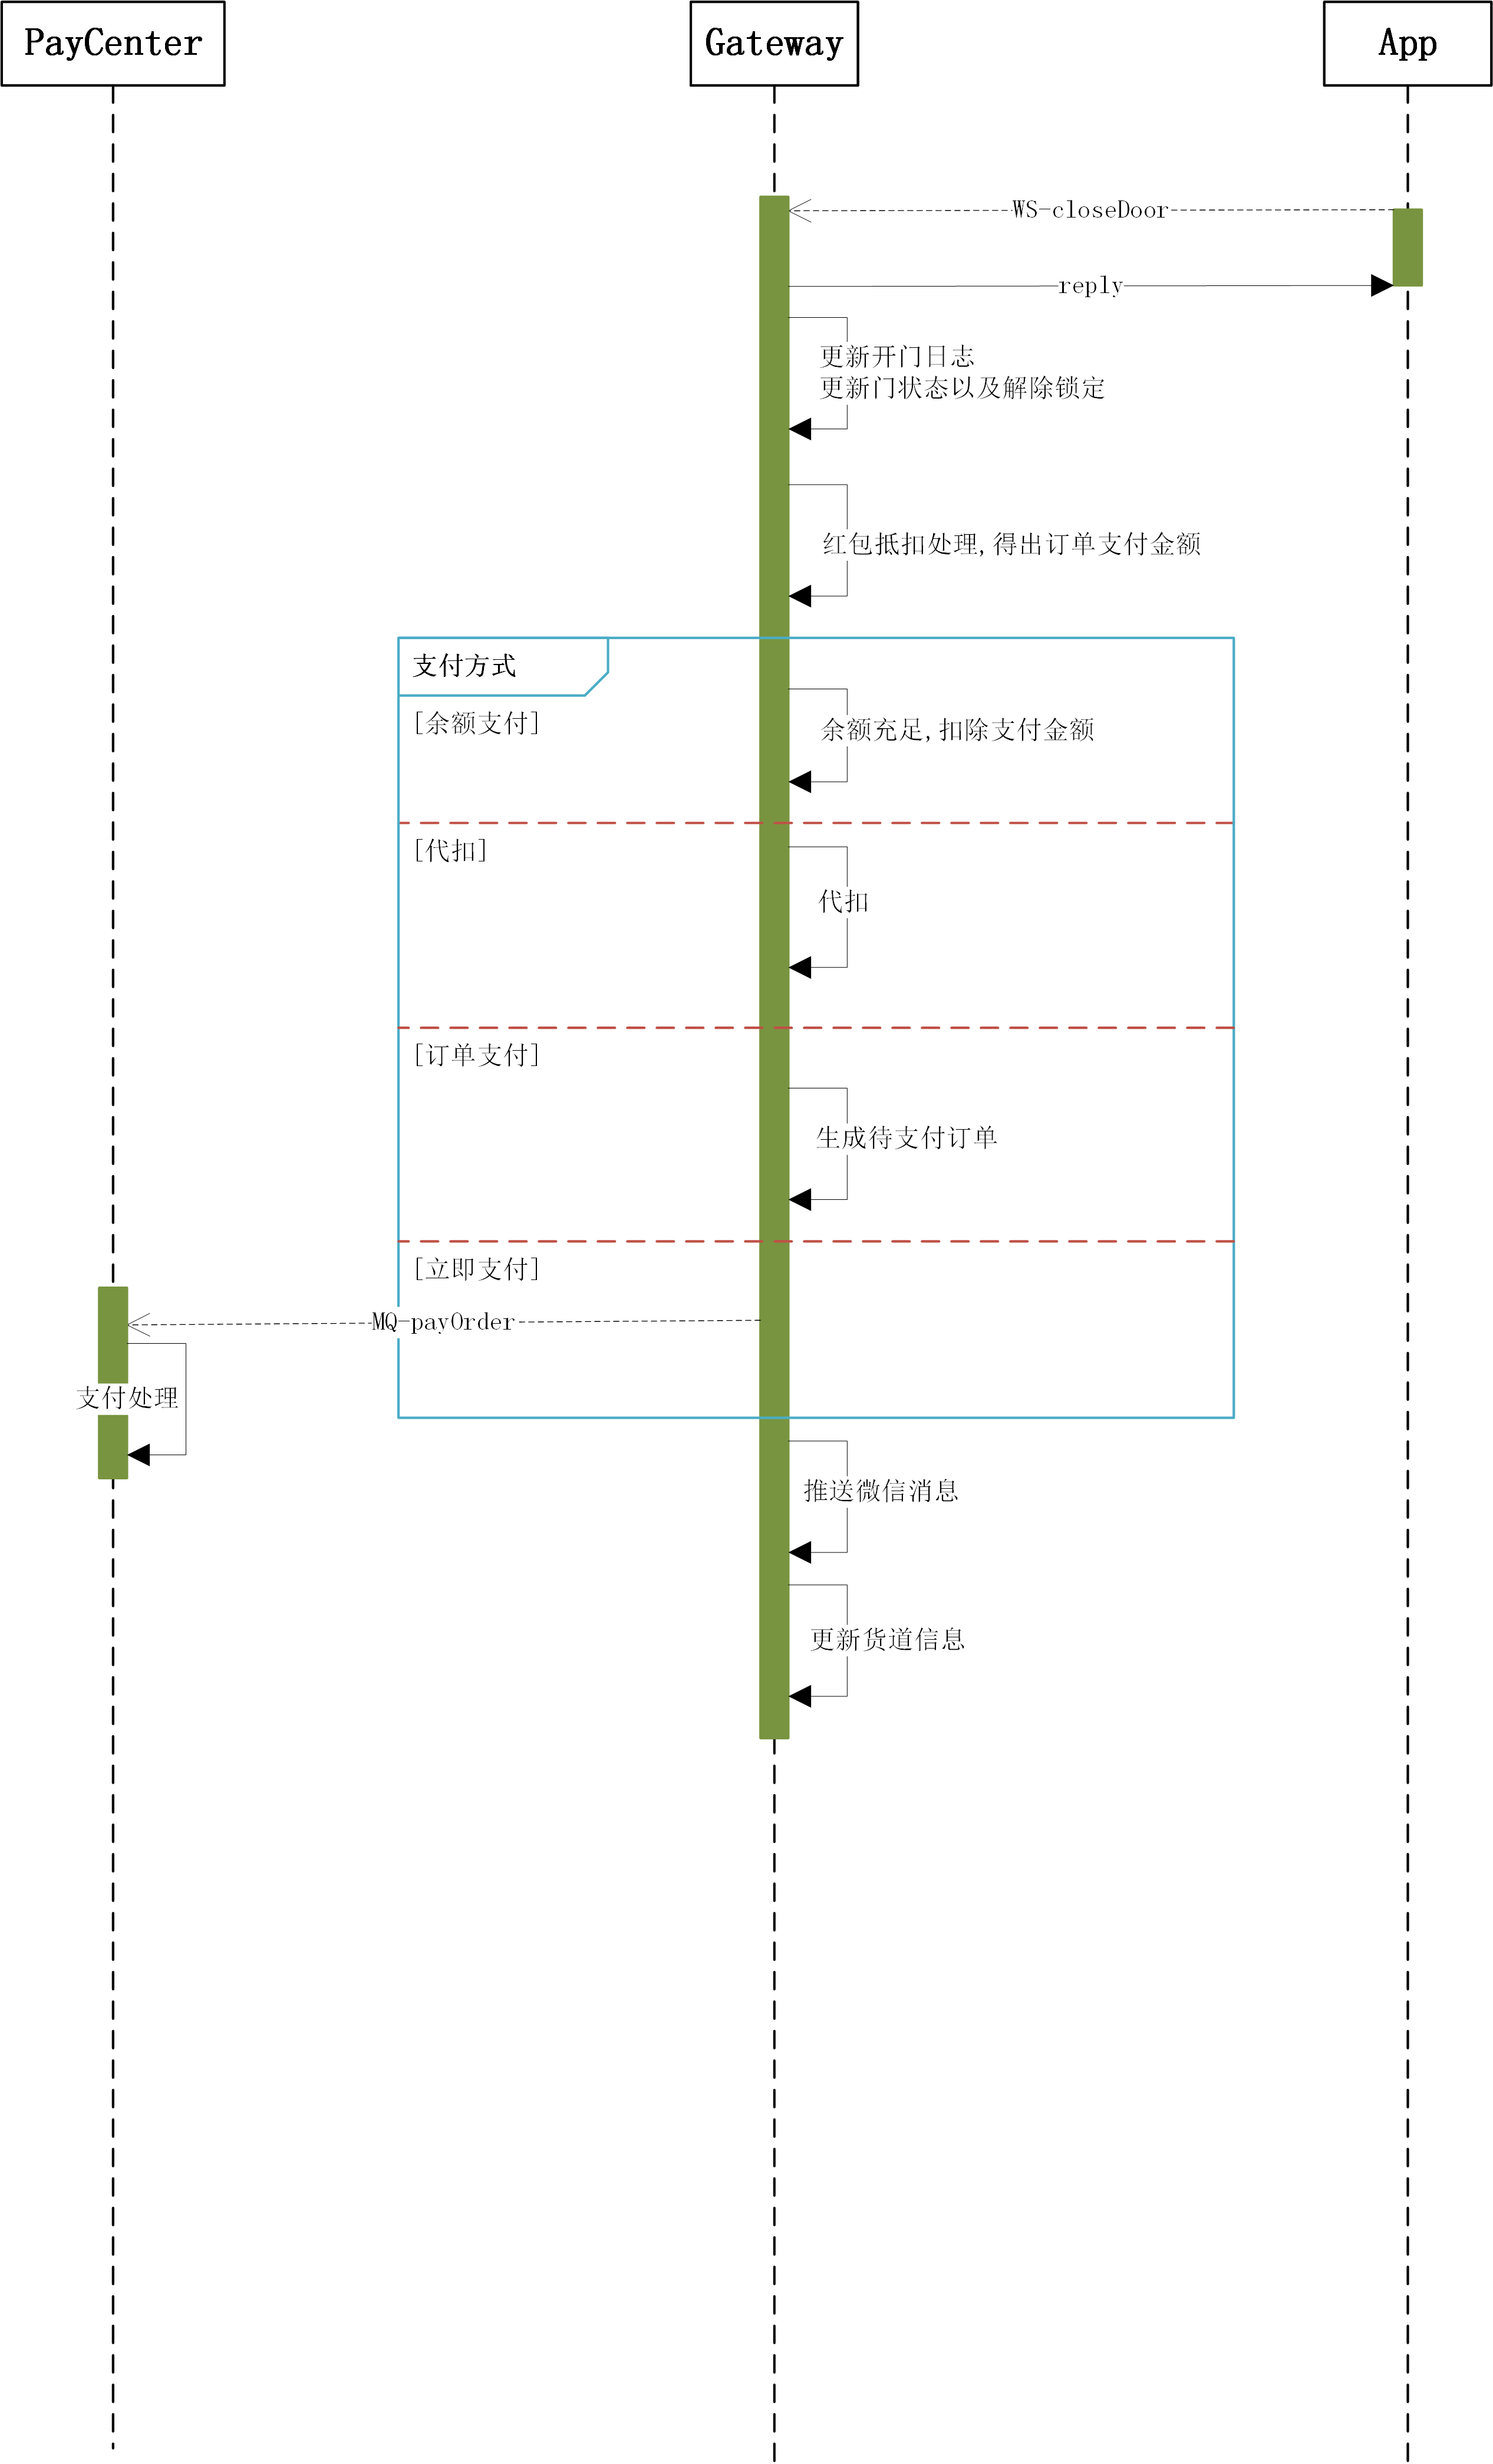 PayCenter
Gateway
App
WS-closeDoor
reply
更新开门日志
更新门状态以及解除锁定
红包抵扣处理,得出订单支付金额
支付方式
[余额支付]
余额充足,扣除支付金额
[代扣]
代扣
[订单支付]
生成待支付订单
[立即支付]
MQ-payOrder
支付处理
推送微信消息
更新货道信息